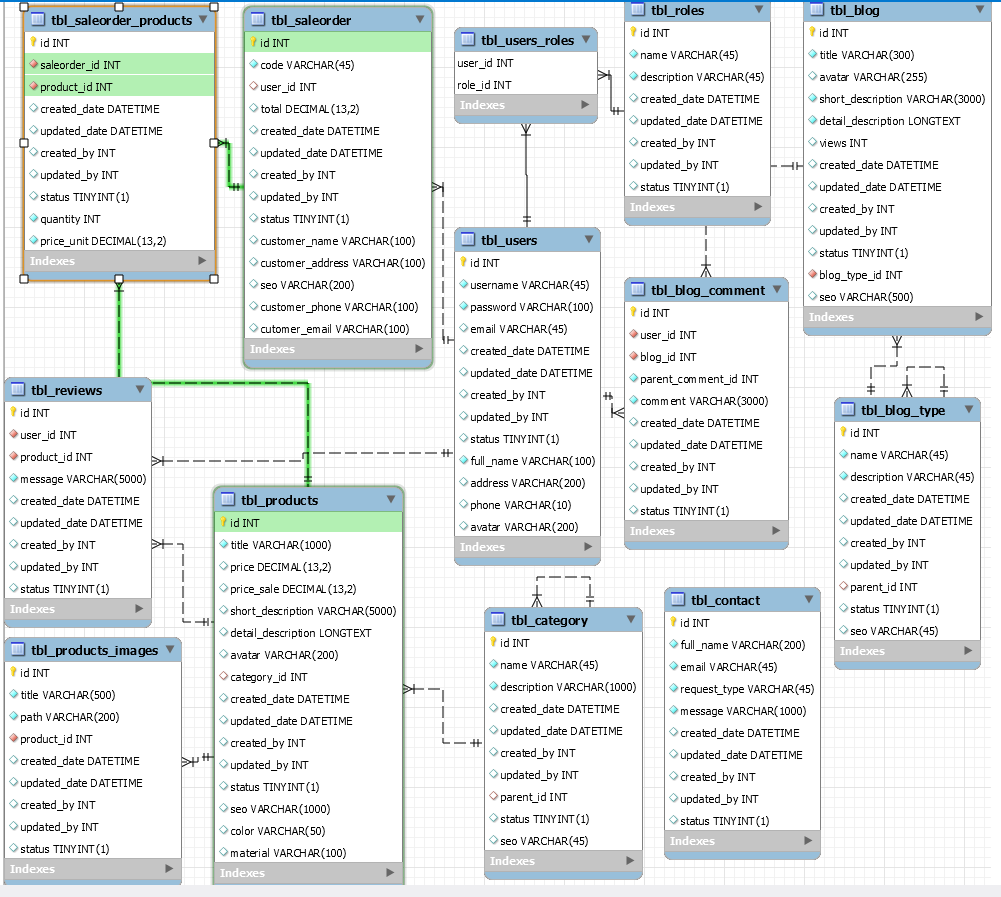 tbl_saleorder_products
id INT
saleorder_id INT
product_id INT
created_date DATETIME
updated_date DATETIME
created_by INT
updated_by INT
status TINYINT(1)
quantity INT
price_unit DECIMAL(13,2)
Indexes
tbl_saleorder
id INT
code VARCHAR(45)
user_id INT
total DECIMAL(13,2)
created_date DATETIME
updated_date DATETIME
created_by INT
updated_by INT
status TINYINT(1)
customer_name VARCHAR(100)
customer_address VARCHAR(100)
seo VARCHAR(200)
customer_phone VARCHAR(100)
cutomer_email VARCHAR(100)
Indexes
tbl_users_roles
user_id INT
role_id INT
Indexes
tbl_roles
id INT
name VARCHAR(45)
description VARCHAR(45)
created_date DATETIME
updated_date DATETIME
created_by INT
updated_by INT
status TINYINT(1)
Indexes
tbl_blog
id INT
title VARCHAR(300)
avatar VARCHAR(255)
short_description VARCHAR(3000)
detail_description LONGTEXT
views INT
created_date DATETIME
updated_date DATETIME
created_by INT
updated_by INT
status TINYINT(1)
blog_type_id INT
seo VARCHAR(500)
Indexes
tbl_users
id INT
username VARCHAR(45)
password VARCHAR(100)
email VARCHAR(45)
created_date DATETIME
updated_date DATETIME
created_by INT
updated_by INT
status TINYINT(1)
full_name VARCHAR(100)
address VARCHAR(200)
phone VARCHAR(10)
avatar VARCHAR(200)
Indexes
tbl_blog_comment
id INT
user_id INT
blog_id INT
parent_comment_id INT
comment VARCHAR(3000)
created_date DATETIME
updated_date DATETIME
created_by INT
updated_by INT
status TINYINT(1)
Indexes
tbl_reviews
id INT
user_id INT
product_id INT
message VARCHAR(5000)
created_date DATETIME
updated_date DATETIME
created_by INT
updated_by INT
status TINYINT(1)
Indexes
tbl_blog_type
id INT
name VARCHAR(45)
description VARCHAR(45)
created_date DATETIME
updated_date DATETIME
created_by INT
updated_by INT
parent_id INT
status TINYINT(1)
seo VARCHAR(45)
Indexes
tbl_products
id INT
title VARCHAR(1000)
price DECIMAL(13,2)
price_sale DECIMAL(13,2)
short_description VARCHAR(5000)
detail_description LONGTEXT
avatar VARCHAR(200)
category_id INT
created_date DATETIME
updated_date DATETIME
created_by INT
updated_by INT
status TINYINT(1)
seo VARCHAR(1000)
color VARCHAR(50)
material VARCHAR(100)
Indexes
tbl_products_images
id INT
title VARCHAR(500)
path VARCHAR(200)
product_id INT
created_date DATETIME
updated_date DATETIME
created_by INT
updated_by INT
status TINYINT(1)
Indexes
tbl_category
id INT
name VARCHAR(45)
description VARCHAR(1000)
created_date DATETIME
updated_date DATETIME
created_by INT
updated_by INT
parent_id INT
status TINYINT(1)
seo VARCHAR(45)
Indexes
tbl_contact
id INT
full_name VARCHAR(200)
email VARCHAR(45)
request_type VARCHAR(45)
message VARCHAR(1000)
created_date DATETIME
updated_date DATETIME
created_by INT
updated_by INT
status TINYINT(1)
Indexes